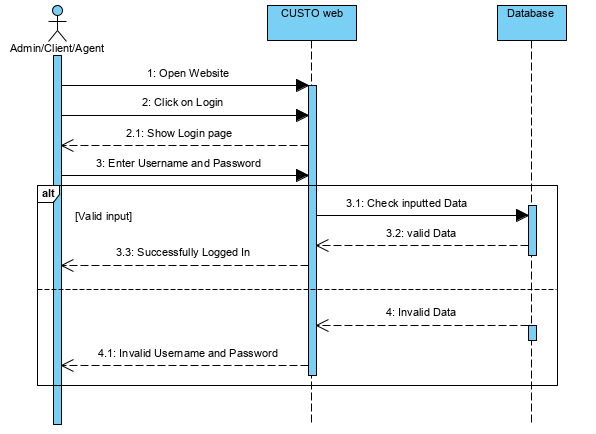 CUSTO web
Database
Admin/Client/Agent
1: Open Website
2: Click on Login
2.1: Show Login page
3: Enter Username and Password
alt
[Valid input]
3.1: Check inputted Data
3.2: valid Data
3.3: Successfully Logged In
4: Invalid Data
4.1: Invalid Username and Password